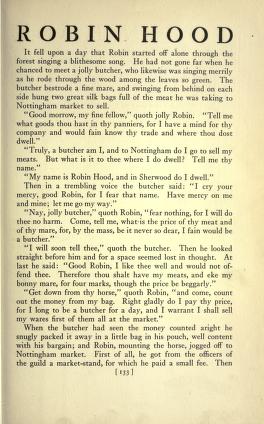 ROBIN HOOD
It fell upon a day that Robin started off alone through the
forest singing a blithesome song. He had not gone far when he
chanced to meet a jolly butcher, who likewise was singing merrily
as he rode through the wood among the leaves so green. The
butcher bestrode a fine mare, and swinging from behind on each
side hung two great silk bags full of the meat he was taking to
Nottingham market to sell.
"Good morrow, my fine fellow," quoth jolly Robin. "Tell me
what goods thou hast in thy panniers, for I have a mind for thy
company and would fain know thy trade and where thou dost
dwell."
"Truly, a butcher am I, and to Nottingham do I go to sell my
meats. But what is it to thee where I do dwell? Tell me thy
name."
"My name is Robin Hood, and in Sherwood do I dwell."
Then in a trembling voice the butcher said: "I cry your
mercy, good Robin, for I fear that name. Have mercy on me
and mine; let me go my way."
"Nay, jolly butcher," quoth Robin, "fear nothing, for I will do
thee no harm. Come, tell me, what is the price of thy meat and
of thy mare, for, by the mass, be it never so dear, I fain would be
a butcher."
"I will soon tell thee," quoth the butcher. Then he looked
straight before him and for a space seemed lost in thought. At
last he said: "Good Robin, I like thee well and would not of-
fend thee. Therefore thou shalt have my meats, and eke my
bonny mare, for four marks, though the price be beggarly."
"Get down from thy horse," quoth Robin, "and come, count
out the money from my bag. Right gladly do I pay thy price,
for I long to be a butcher for a day, and I warrant I shall sell
my wares first of them all at the market."
When the butcher had seen the money counted aright he
snugly packed it away in a little bag in his pouch, well content
with his bargain; and Robin, mounting the horse, jogged off to
Nottingham market. First of all, he got from the officers of
the guild a market-stand, for which he paid a small fee. Then
[133]